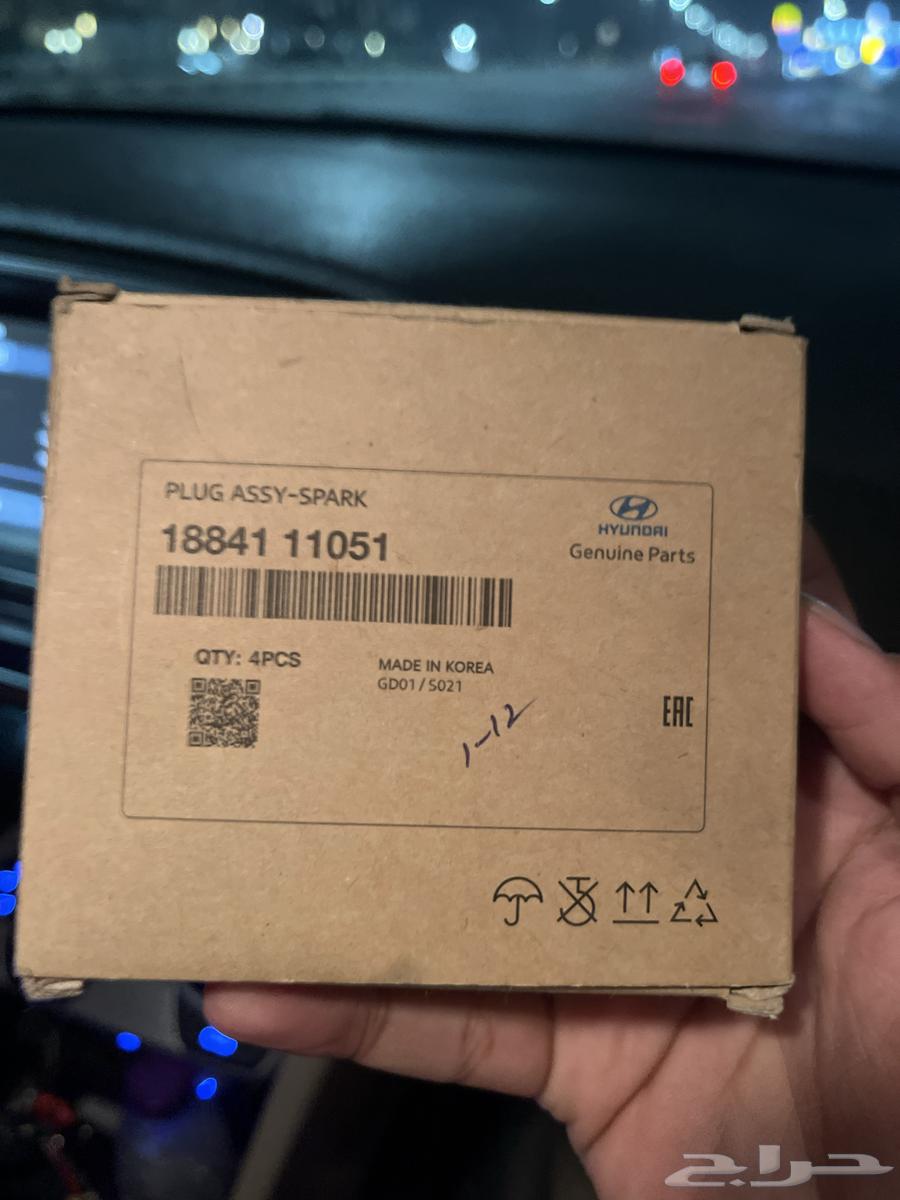 PLUG ASSY-SPARK
18841 11051
HYUNDAI
Genuine Parts
QTY: 4PCS
MADE IN KOREA
GD01 / S021
1-12
EAC
حراج